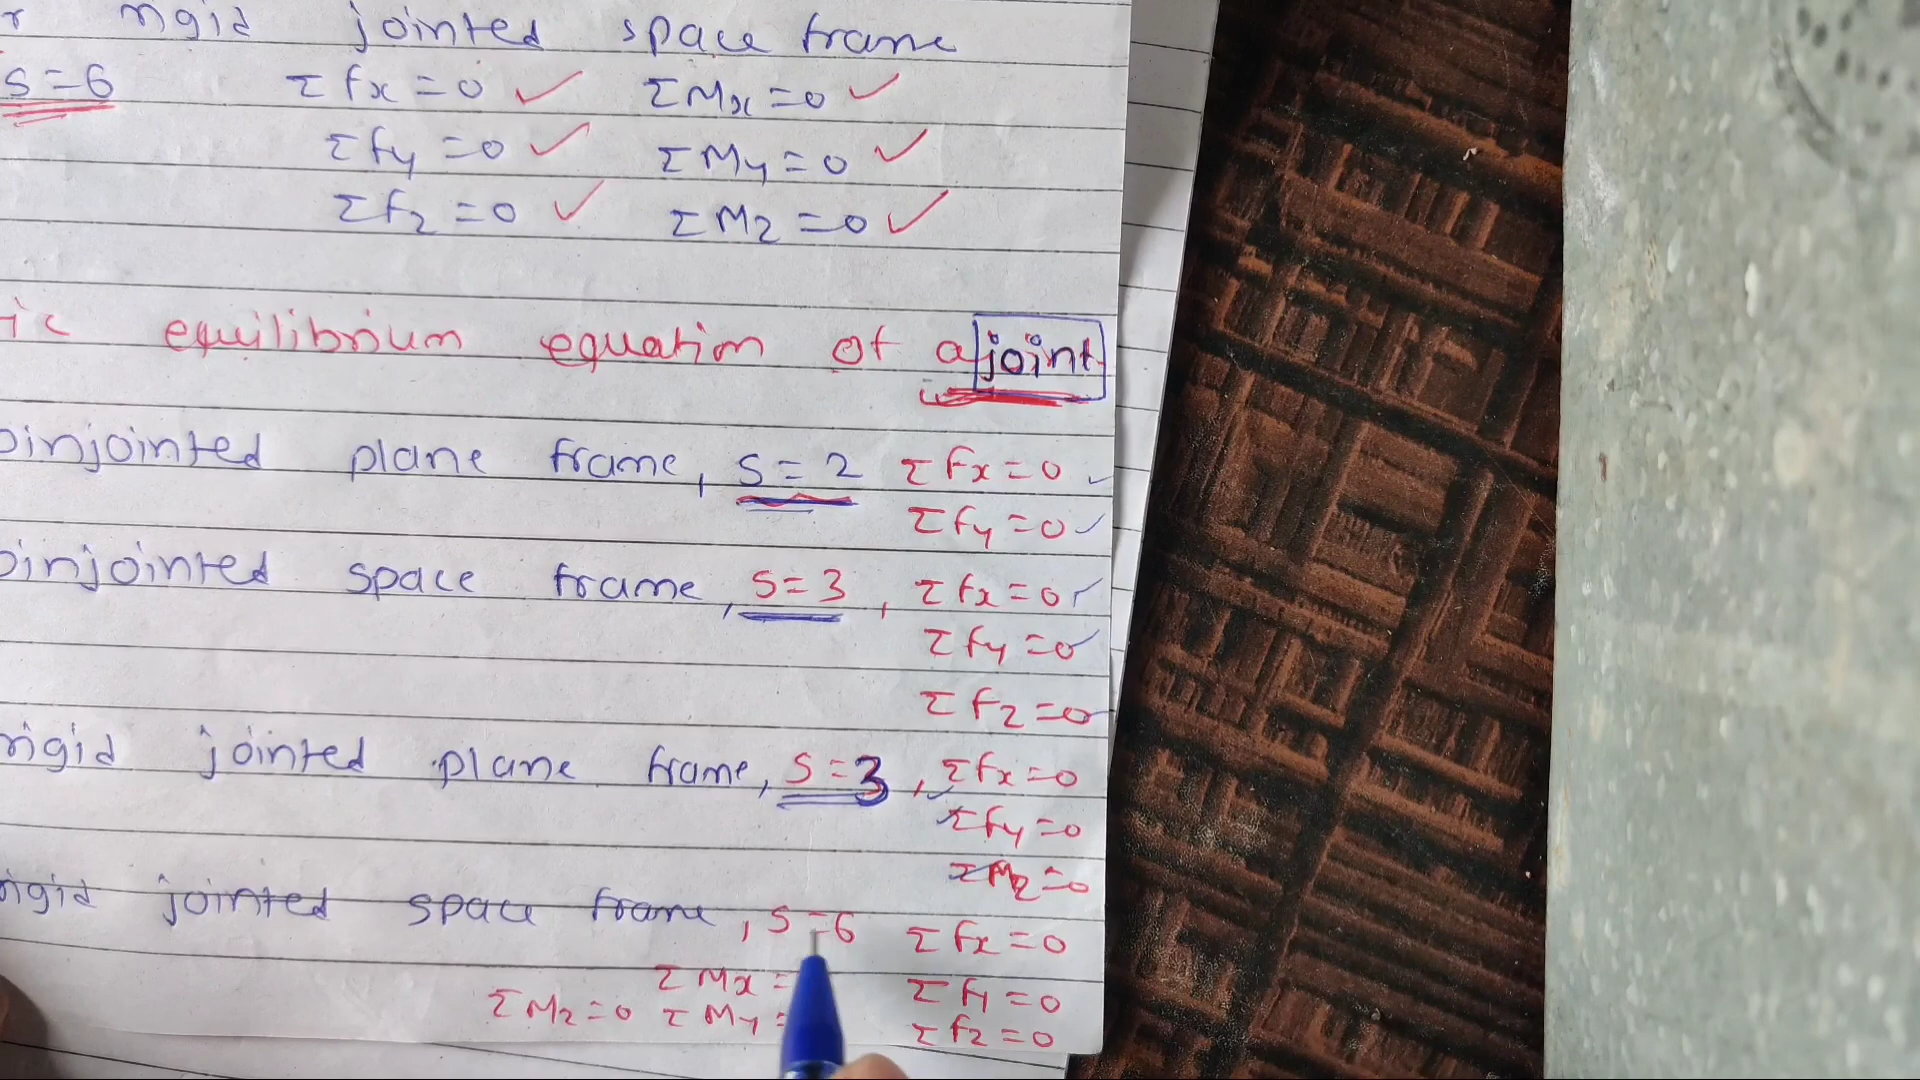 r rigid jointed space frame
S=6 Σfx=0 ✓ ΣMx=0 ✓
Σfy=0 ✓ ΣMy=0 ✓
Σfz=0 ✓ ΣMz=0 ✓
ic equilibrium equation of a joint
pinjointed plane frame, S=2 ΣFx=0
Σfy=0 ✓
pinjointed space frame, S=3, Σfx=0
Σfy=0
Σfz=0
rigid jointed plane frame, S=3, Σfx=0
Σfy=0
ΣMz=0
rigid jointed space frame, S=6 Σfx=0
ΣMx= Σfy=0
ΣMz=0 ΣMy= Σfz=0